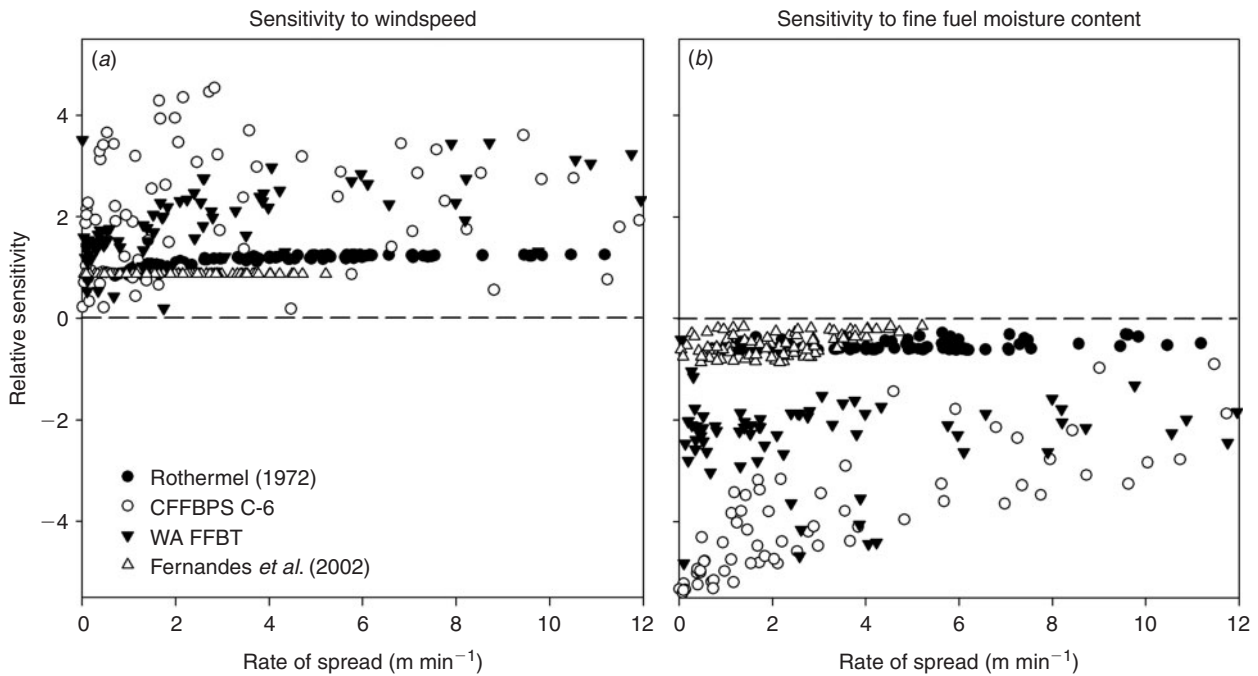 Sensitivity to windspeed
Sensitivity to fine fuel moisture content
(a)
(b)
Relative sensitivity
4
2
0
−2
−4
Rothermel (1972)
CFFBPS C-6
WA FFBT
Fernandes et al. (2002)
0 2 4 6 8 10 12
0 2 4 6 8 10 12
Rate of spread (m min⁻¹)
Rate of spread (m min⁻¹)